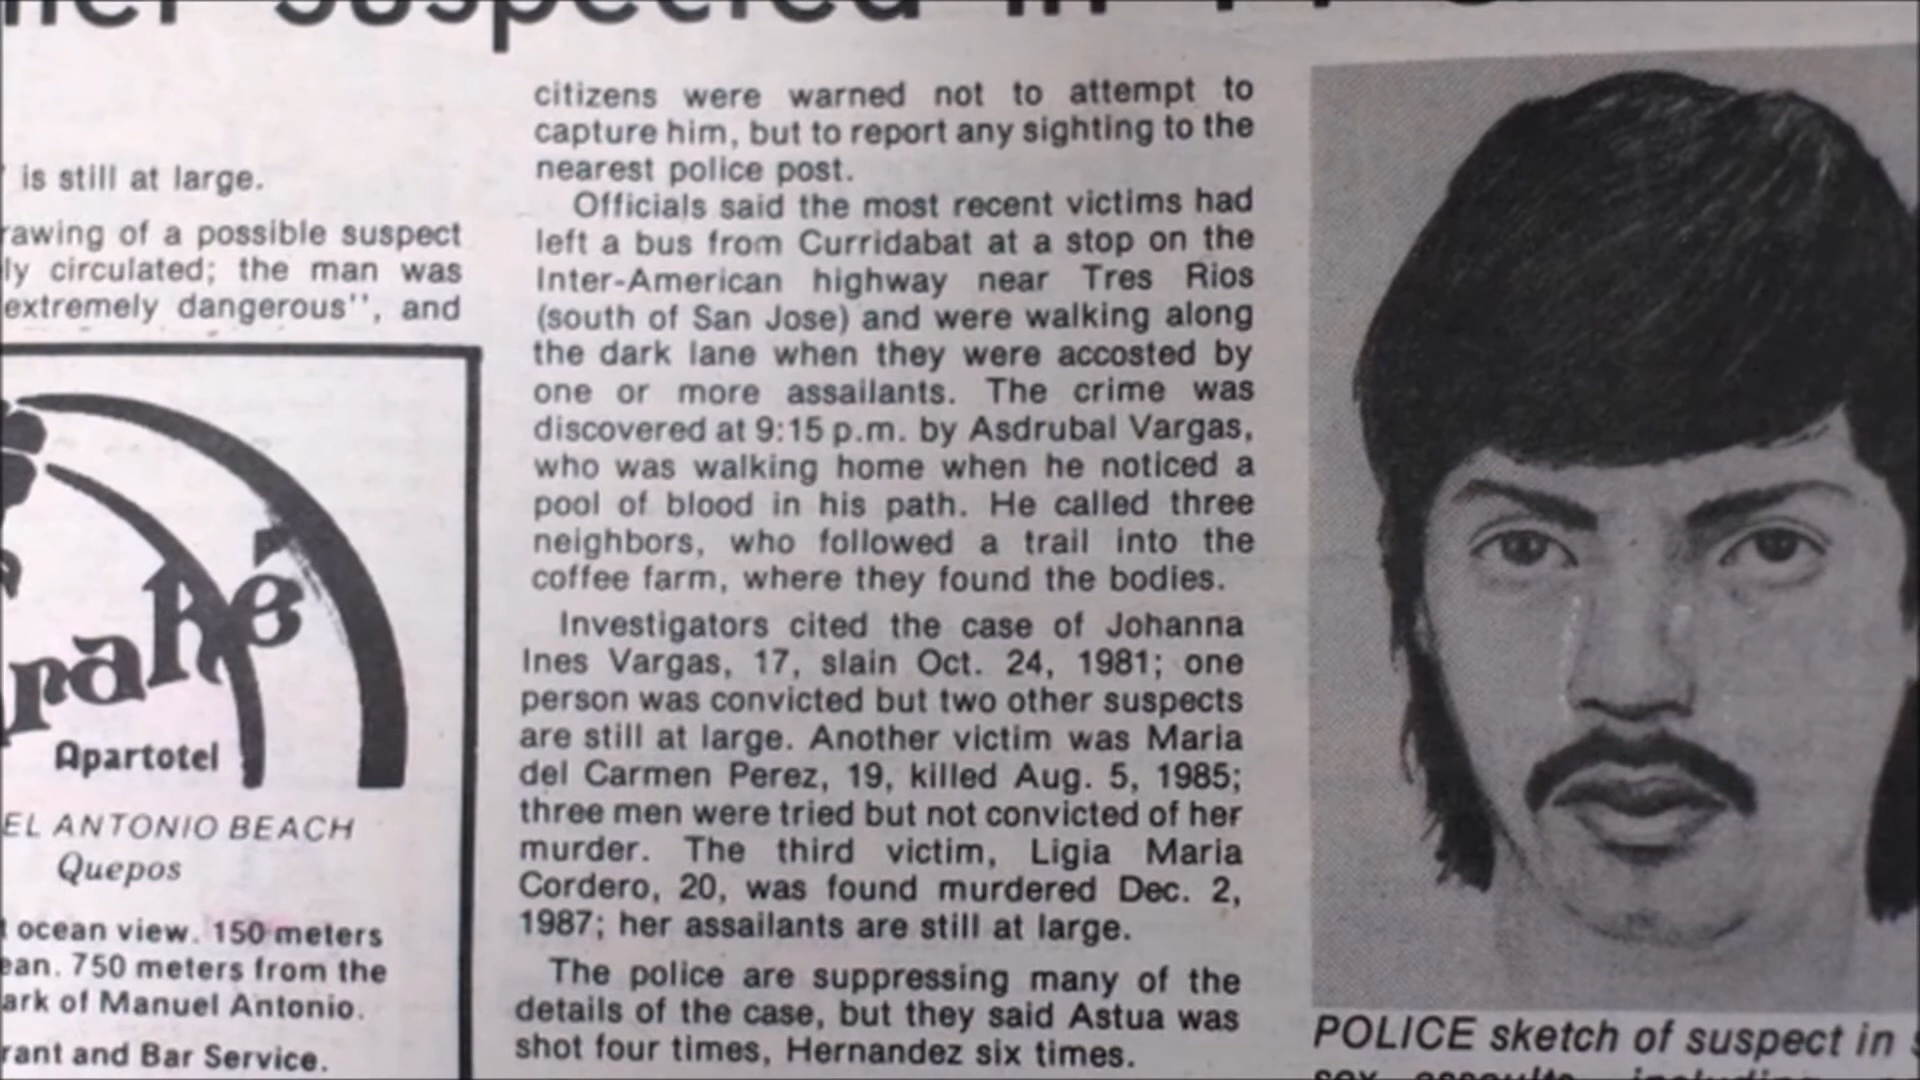 suspected in
is still at large.
of a possible suspect
circulated; the man was
extremely dangerous'', and
Apartotel
ANTONIO BEACH
Quepos
ocean view. 150 meters
750 meters from the
of Manuel Antonio.
and Bar Service.
citizens were warned not to attempt to
capture him, but to report any sighting to the
nearest police post.
Officials said the most recent victims had
left a bus from Curridabat at a stop on the
Inter-American highway near Tres Rios
(south of San Jose) and were walking along
the dark lane when they were accosted by
one or more assailants. The crime was
discovered at 9:15 p.m. by Asdrubal Vargas,
who was walking home when he noticed a
pool of blood in his path. He called three
neighbors, who followed a trail into the
coffee farm, where they found the bodies.
Investigators cited the case of Johanna
Ines Vargas, 17, slain Oct. 24, 1981; one
person was convicted but two other suspects
are still at large. Another victim was Maria
del Carmen Perez, 19, killed Aug. 5, 1985;
three men were tried but not convicted of her
murder. The third victim, Ligia Maria
Cordero, 20, was found murdered Dec. 2,
1987; her assailants are still at large.
The police are suppressing many of the
details of the case, but they said Astua was
shot four times, Hernandez six times.
POLICE sketch of suspect in
sex assaults, including